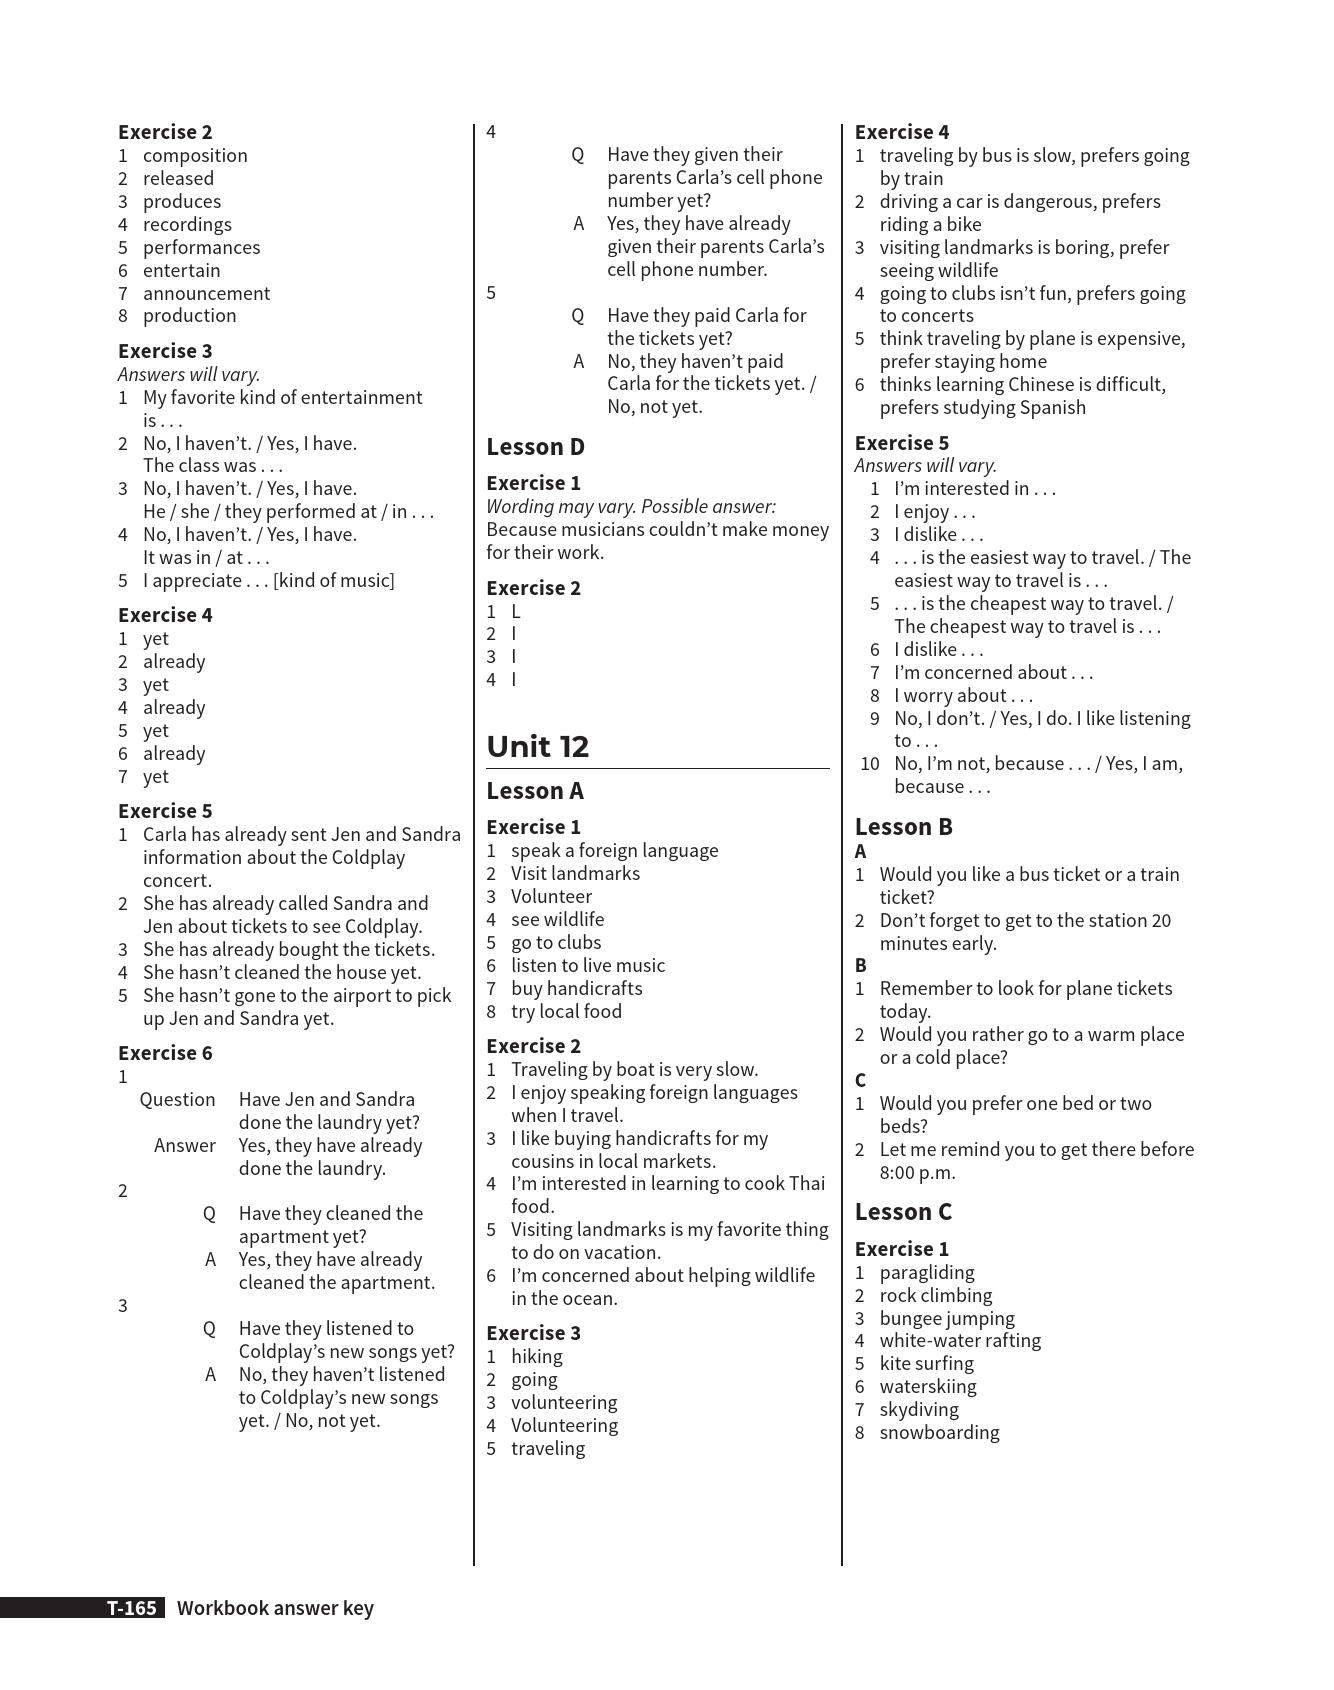 Exercise 2
1 composition
2 released
3 produces
4 recordings
5 performances
6 entertain
7 announcement
8 production
Exercise 3
Answers will vary.
1 My favorite kind of entertainment
is . . .
2 No, I haven’t. / Yes, I have.
The class was . . .
3 No, I haven’t. / Yes, I have.
He / she / they performed at / in . . .
4 No, I haven’t. / Yes, I have.
It was in / at . . .
5 I appreciate . . . [kind of music]
Exercise 4
1 yet
2 already
3 yet
4 already
5 yet
6 already
7 yet
Exercise 5
1 Carla has already sent Jen and Sandra
information about the Coldplay
concert.
2 She has already called Sandra and
Jen about tickets to see Coldplay.
3 She has already bought the tickets.
4 She hasn’t cleaned the house yet.
5 She hasn’t gone to the airport to pick
up Jen and Sandra yet.
Exercise 6
1
Question Have Jen and Sandra
done the laundry yet?
Answer Yes, they have already
done the laundry.
2
Q Have they cleaned the
apartment yet?
A Yes, they have already
cleaned the apartment.
3
Q Have they listened to
Coldplay’s new songs yet?
A No, they haven’t listened
to Coldplay’s new songs
yet. / No, not yet.
4
Q Have they given their
parents Carla’s cell phone
number yet?
A Yes, they have already
given their parents Carla’s
cell phone number.
5
Q Have they paid Carla for
the tickets yet?
A No, they haven’t paid
Carla for the tickets yet. /
No, not yet.
Lesson D
Exercise 1
Wording may vary. Possible answer:
Because musicians couldn’t make money
for their work.
Exercise 2
1 L
2 I
3 I
4 I
Unit 12
Lesson A
Exercise 1
1 speak a foreign language
2 Visit landmarks
3 Volunteer
4 see wildlife
5 go to clubs
6 listen to live music
7 buy handicrafts
8 try local food
Exercise 2
1 Traveling by boat is very slow.
2 I enjoy speaking foreign languages
when I travel.
3 I like buying handicrafts for my
cousins in local markets.
4 I’m interested in learning to cook Thai
food.
5 Visiting landmarks is my favorite thing
to do on vacation.
6 I’m concerned about helping wildlife
in the ocean.
Exercise 3
1 hiking
2 going
3 volunteering
4 Volunteering
5 traveling
Exercise 4
1 traveling by bus is slow, prefers going
by train
2 driving a car is dangerous, prefers
riding a bike
3 visiting landmarks is boring, prefer
seeing wildlife
4 going to clubs isn’t fun, prefers going
to concerts
5 think traveling by plane is expensive,
prefer staying home
6 thinks learning Chinese is difficult,
prefers studying Spanish
Exercise 5
Answers will vary.
1 I’m interested in . . .
2 I enjoy . . .
3 I dislike . . .
4 . . . is the easiest way to travel. / The
easiest way to travel is . . .
5 . . . is the cheapest way to travel. /
The cheapest way to travel is . . .
6 I dislike . . .
7 I’m concerned about . . .
8 I worry about . . .
9 No, I don’t. / Yes, I do. I like listening
to . . .
10 No, I’m not, because . . . / Yes, I am,
because . . .
Lesson B
A
1 Would you like a bus ticket or a train
ticket?
2 Don’t forget to get to the station 20
minutes early.
B
1 Remember to look for plane tickets
today.
2 Would you rather go to a warm place
or a cold place?
C
1 Would you prefer one bed or two
beds?
2 Let me remind you to get there before
8:00 p.m.
Lesson C
Exercise 1
1 paragliding
2 rock climbing
3 bungee jumping
4 white-water rafting
5 kite surfing
6 waterskiing
7 skydiving
8 snowboarding
T-165 Workbook answer key